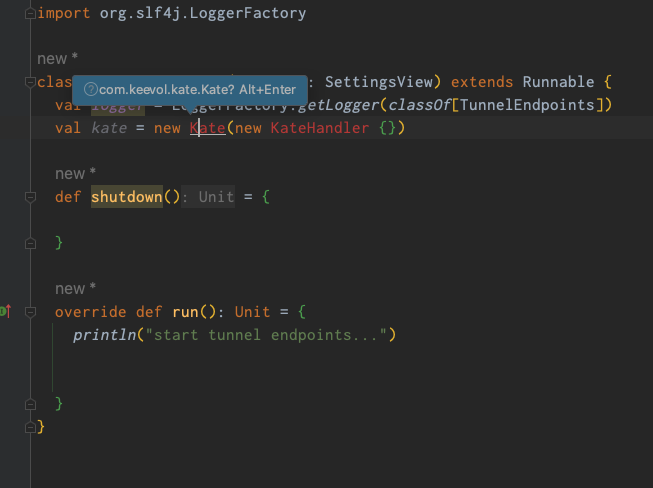 import org.slf4j.LoggerFactory
new *
com.keevol.kate.Kate? Alt+Enter
clas : SettingsView) extends Runnable {
val logger = LoggerFactory.getLogger(classOf[TunnelEndpoints])
val kate = new Kate(new KateHandler {})
new *
def shutdown(): Unit = {
}
new *
override def run(): Unit = {
println("start tunnel endpoints...")
}
}